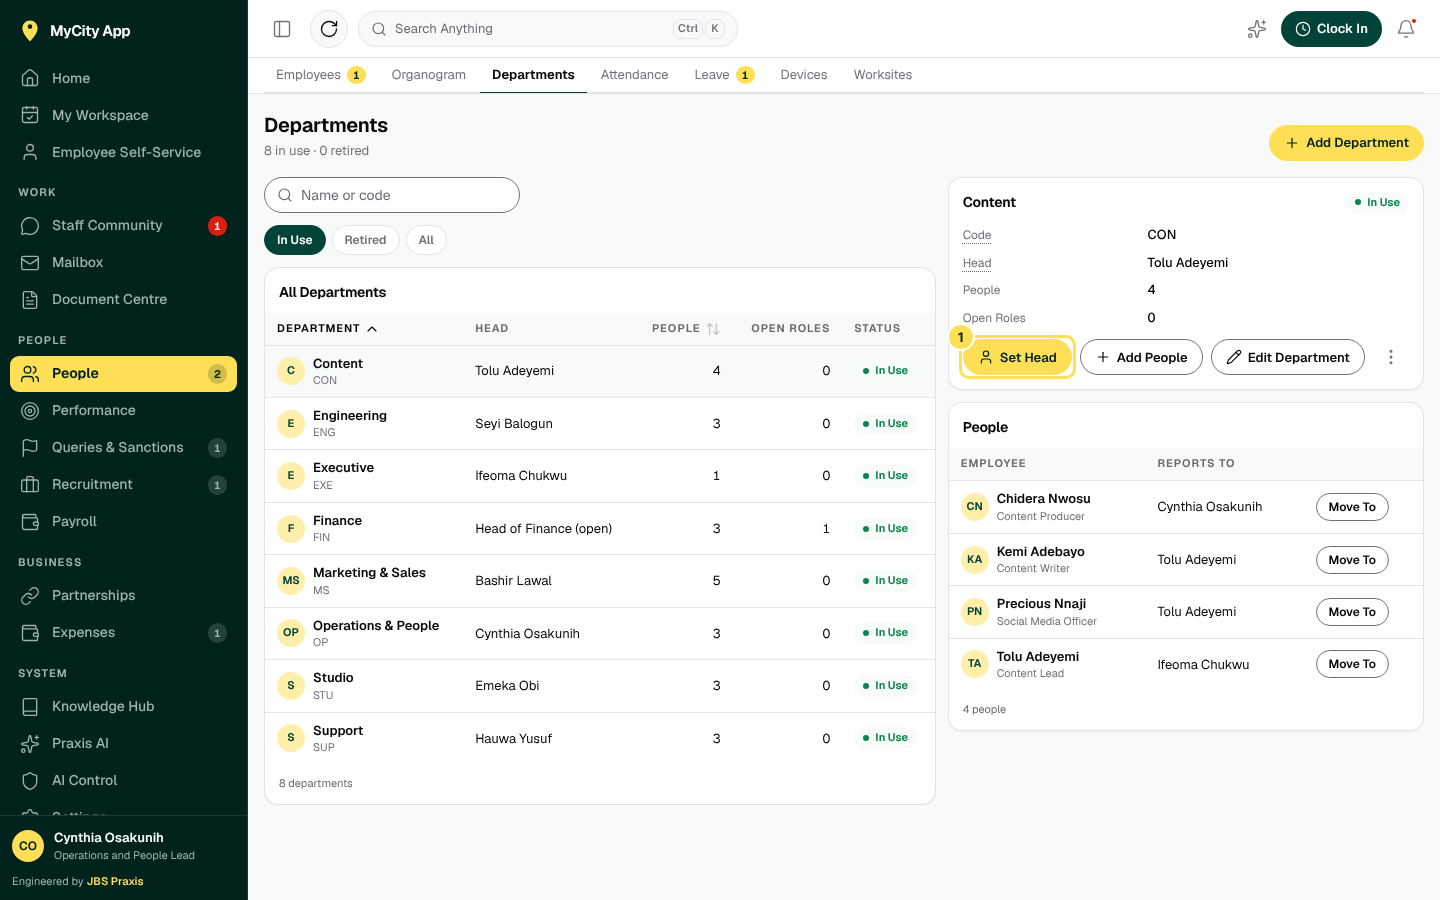 MyCity App
Home
My Workspace
Employee Self-Service
WORK
Staff Community 1
Mailbox
Document Centre
PEOPLE
People 2
Performance
Queries & Sanctions 1
Recruitment 1
Payroll
BUSINESS
Partnerships
Expenses 1
SYSTEM
Knowledge Hub
Praxis AI
AI Control
CO
Cynthia Osakunih
Operations and People Lead
Engineered by JBS Praxis
Search Anything Ctrl K
Clock In
Employees 1 Organogram Departments Attendance Leave 1 Devices Worksites
Departments
8 in use · 0 retired
Add Department
Name or code
In Use Retired All
All Departments
DEPARTMENT HEAD PEOPLE OPEN ROLES STATUS
C Content Tolu Adeyemi 4 0 In Use
CON
E Engineering Seyi Balogun 3 0 In Use
ENG
E Executive Ifeoma Chukwu 1 0 In Use
EXE
F Finance Head of Finance (open) 3 1 In Use
FIN
MS Marketing & Sales Bashir Lawal 5 0 In Use
MS
OP Operations & People Cynthia Osakunih 3 0 In Use
OP
S Studio Emeka Obi 3 0 In Use
STU
S Support Hauwa Yusuf 3 0 In Use
SUP
8 departments
Content In Use
Code CON
Head Tolu Adeyemi
People 4
Open Roles 0
1
Set Head Add People Edit Department
People
EMPLOYEE REPORTS TO
CN Chidera Nwosu Cynthia Osakunih Move To
Content Producer
KA Kemi Adebayo Tolu Adeyemi Move To
Content Writer
PN Precious Nnaji Tolu Adeyemi Move To
Social Media Officer
TA Tolu Adeyemi Ifeoma Chukwu Move To
Content Lead
4 people